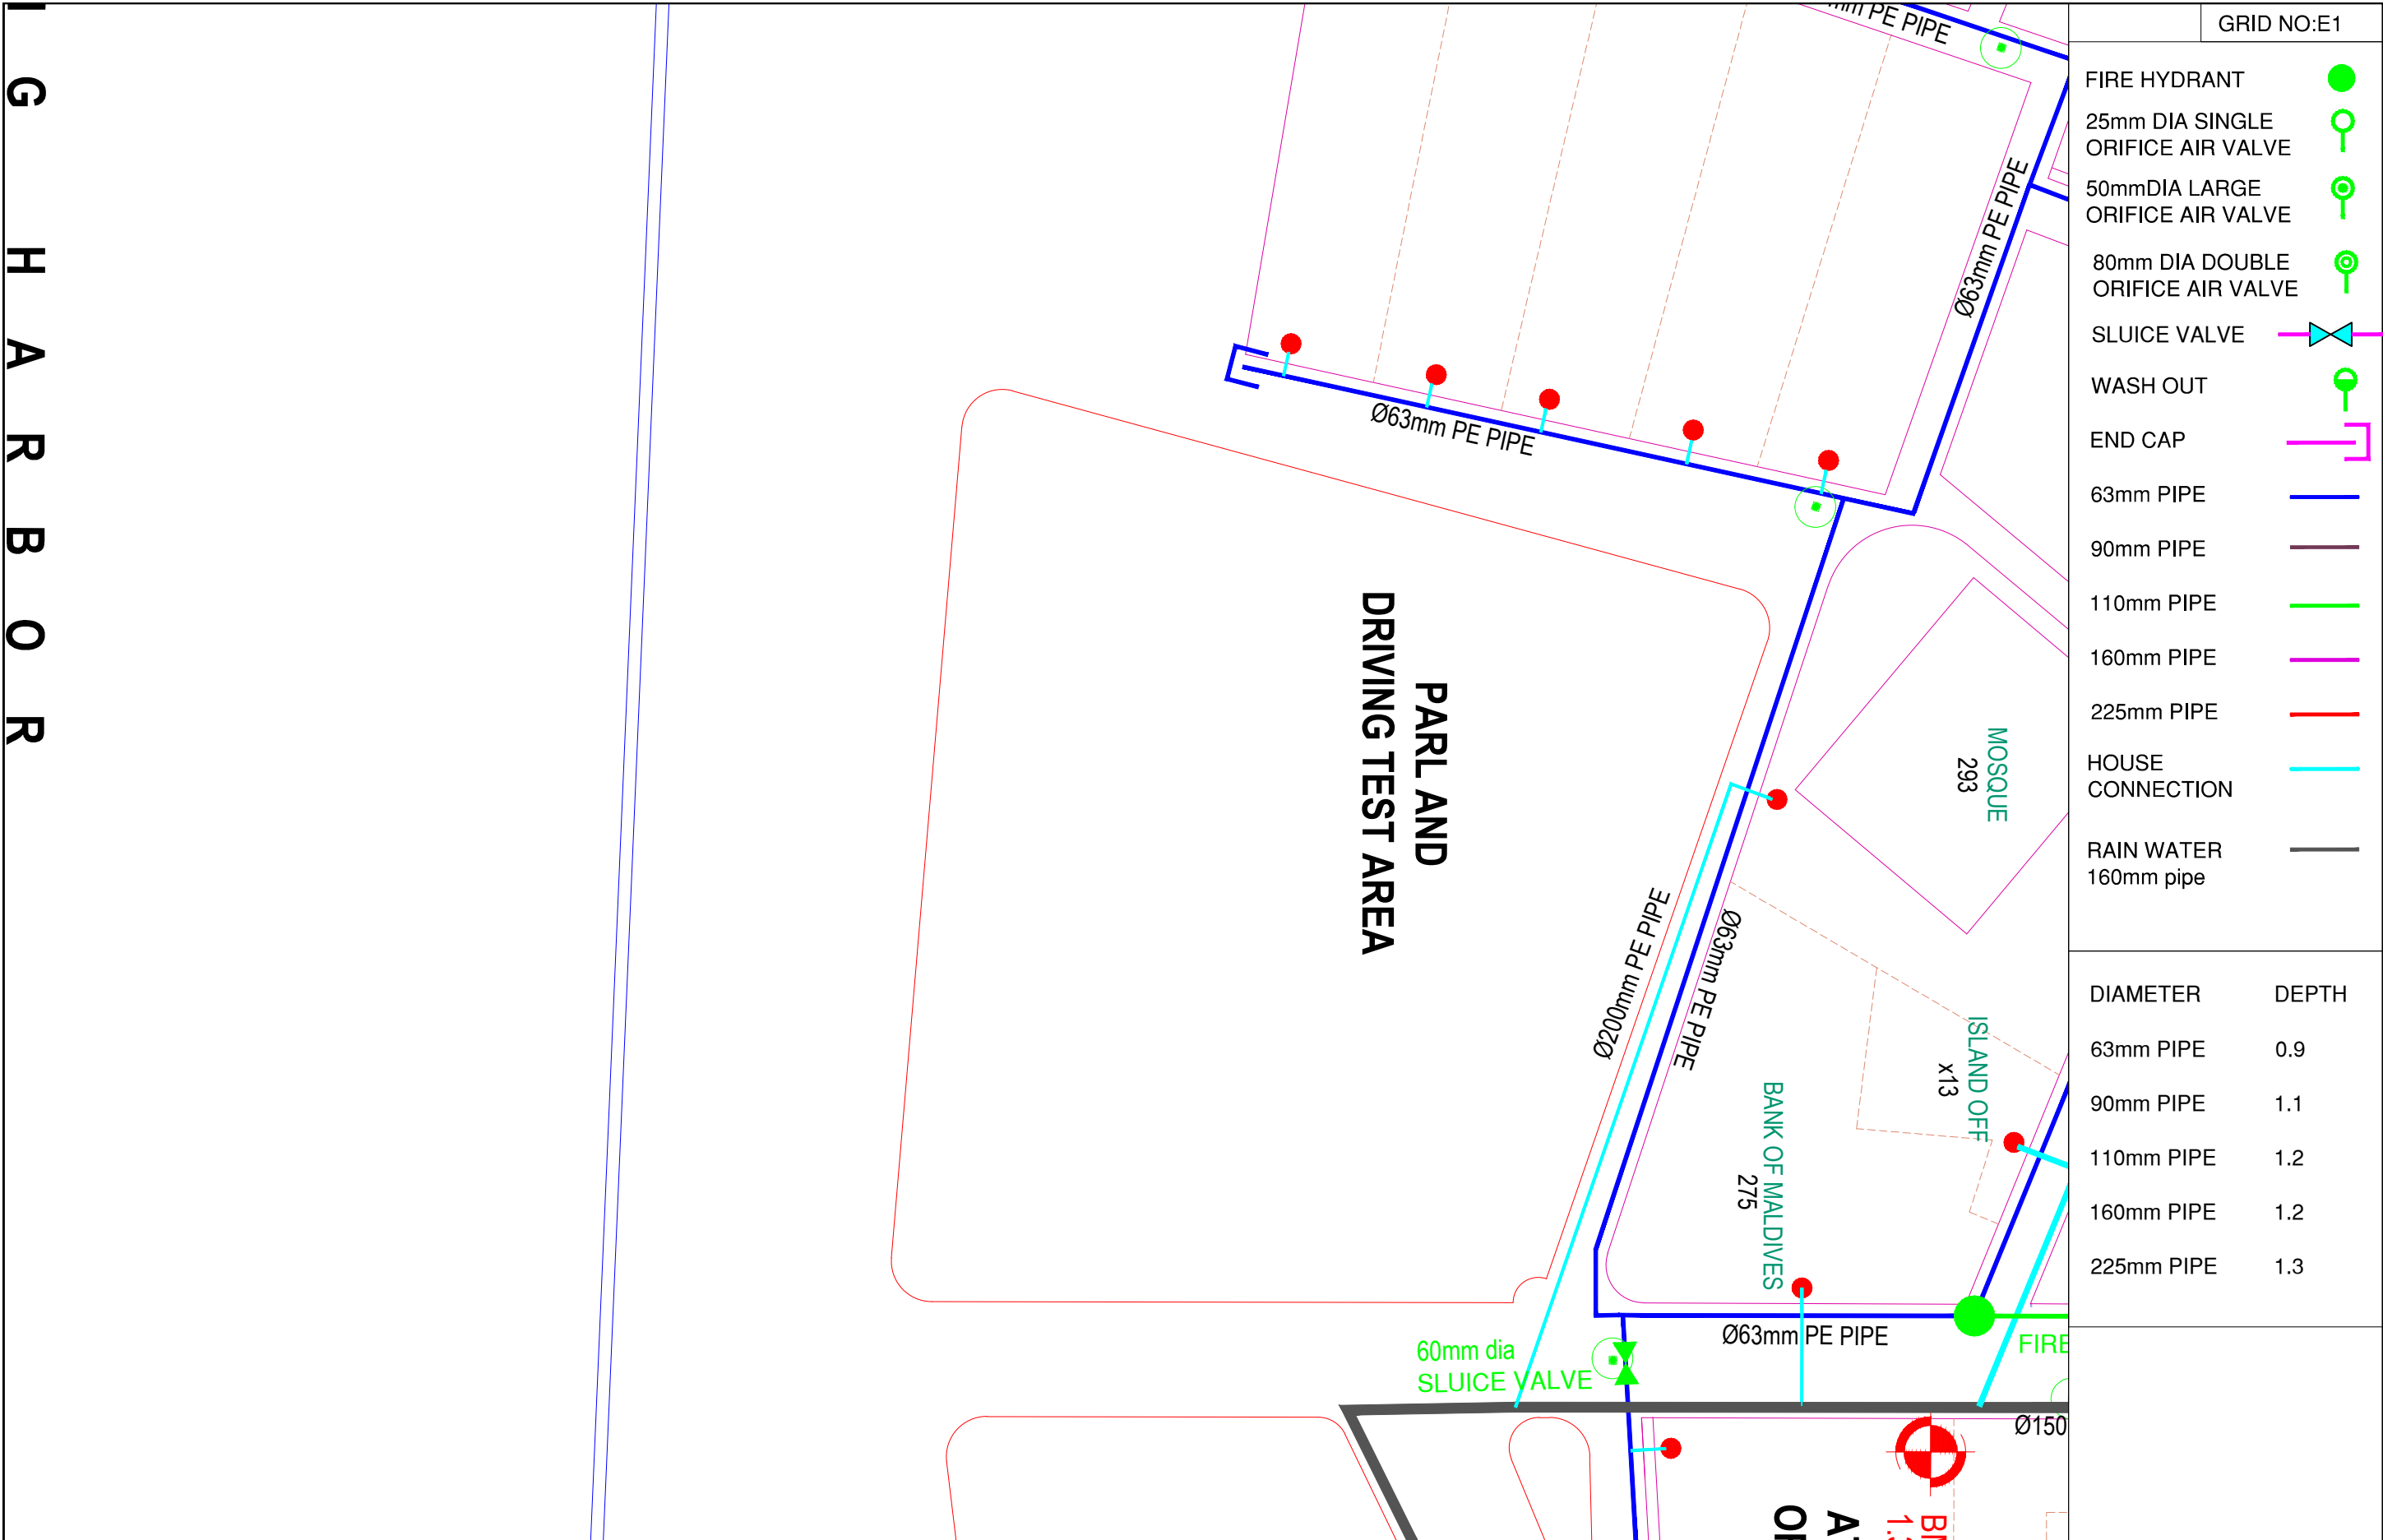 G HARBOR
mm PE PIPE
Ø63mm PE PIPE
Ø63mm PE PIPE
PARL AND
DRIVING TEST AREA
MOSQUE
293
Ø200mm PE PIPE
Ø63mm PE PIPE
ISLAND OFF
x13
BANK OF MALDIVES
275
Ø63mm PE PIPE
60mm dia
SLUICE VALVE
FIRE
Ø150
GRID NO:E1
FIRE HYDRANT
25mm DIA SINGLE
ORIFICE AIR VALVE
50mmDIA LARGE
ORIFICE AIR VALVE
80mm DIA DOUBLE
ORIFICE AIR VALVE
SLUICE VALVE
WASH OUT
END CAP
63mm PIPE
90mm PIPE
110mm PIPE
160mm PIPE
225mm PIPE
HOUSE
CONNECTION
RAIN WATER
160mm pipe
DIAMETER DEPTH
63mm PIPE 0.9
90mm PIPE 1.1
110mm PIPE 1.2
160mm PIPE 1.2
225mm PIPE 1.3